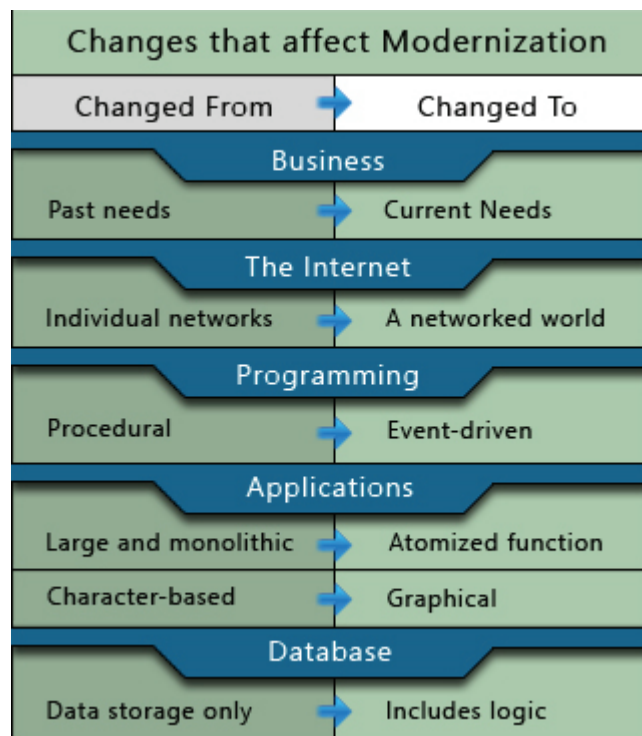 Changes that affect Modernization
Changed From Changed To
Business
Past needs Current Needs
The Internet
Individual networks A networked world
Programming
Procedural Event-driven
Applications
Large and monolithic Atomized function
Character-based Graphical
Database
Data storage only Includes logic